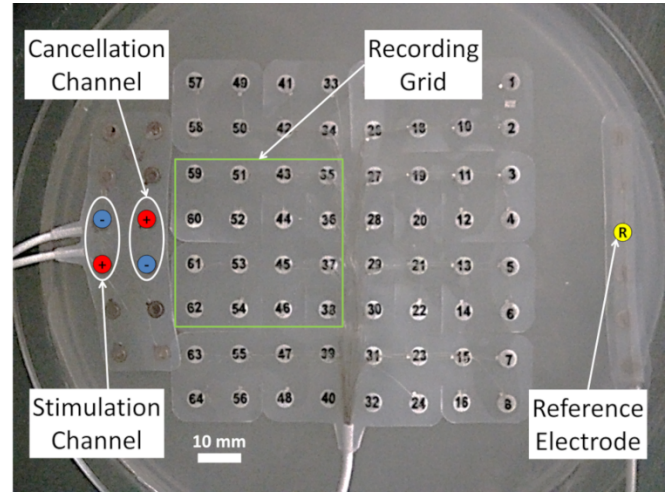 Cancellation
Channel
Recording
Grid
57 49 41 33 1
58 50 42 34 26 18 10 2
59 51 43 35 27 19 11 3
60 52 44 36 28 20 12 4
61 53 45 37 29 21 13 5
62 54 46 38 30 22 14 6
63 55 47 39 31 23 15 7
64 56 48 40 32 24 16 8
- +
+ -
R
Stimulation
Channel
10 mm
Reference
Electrode